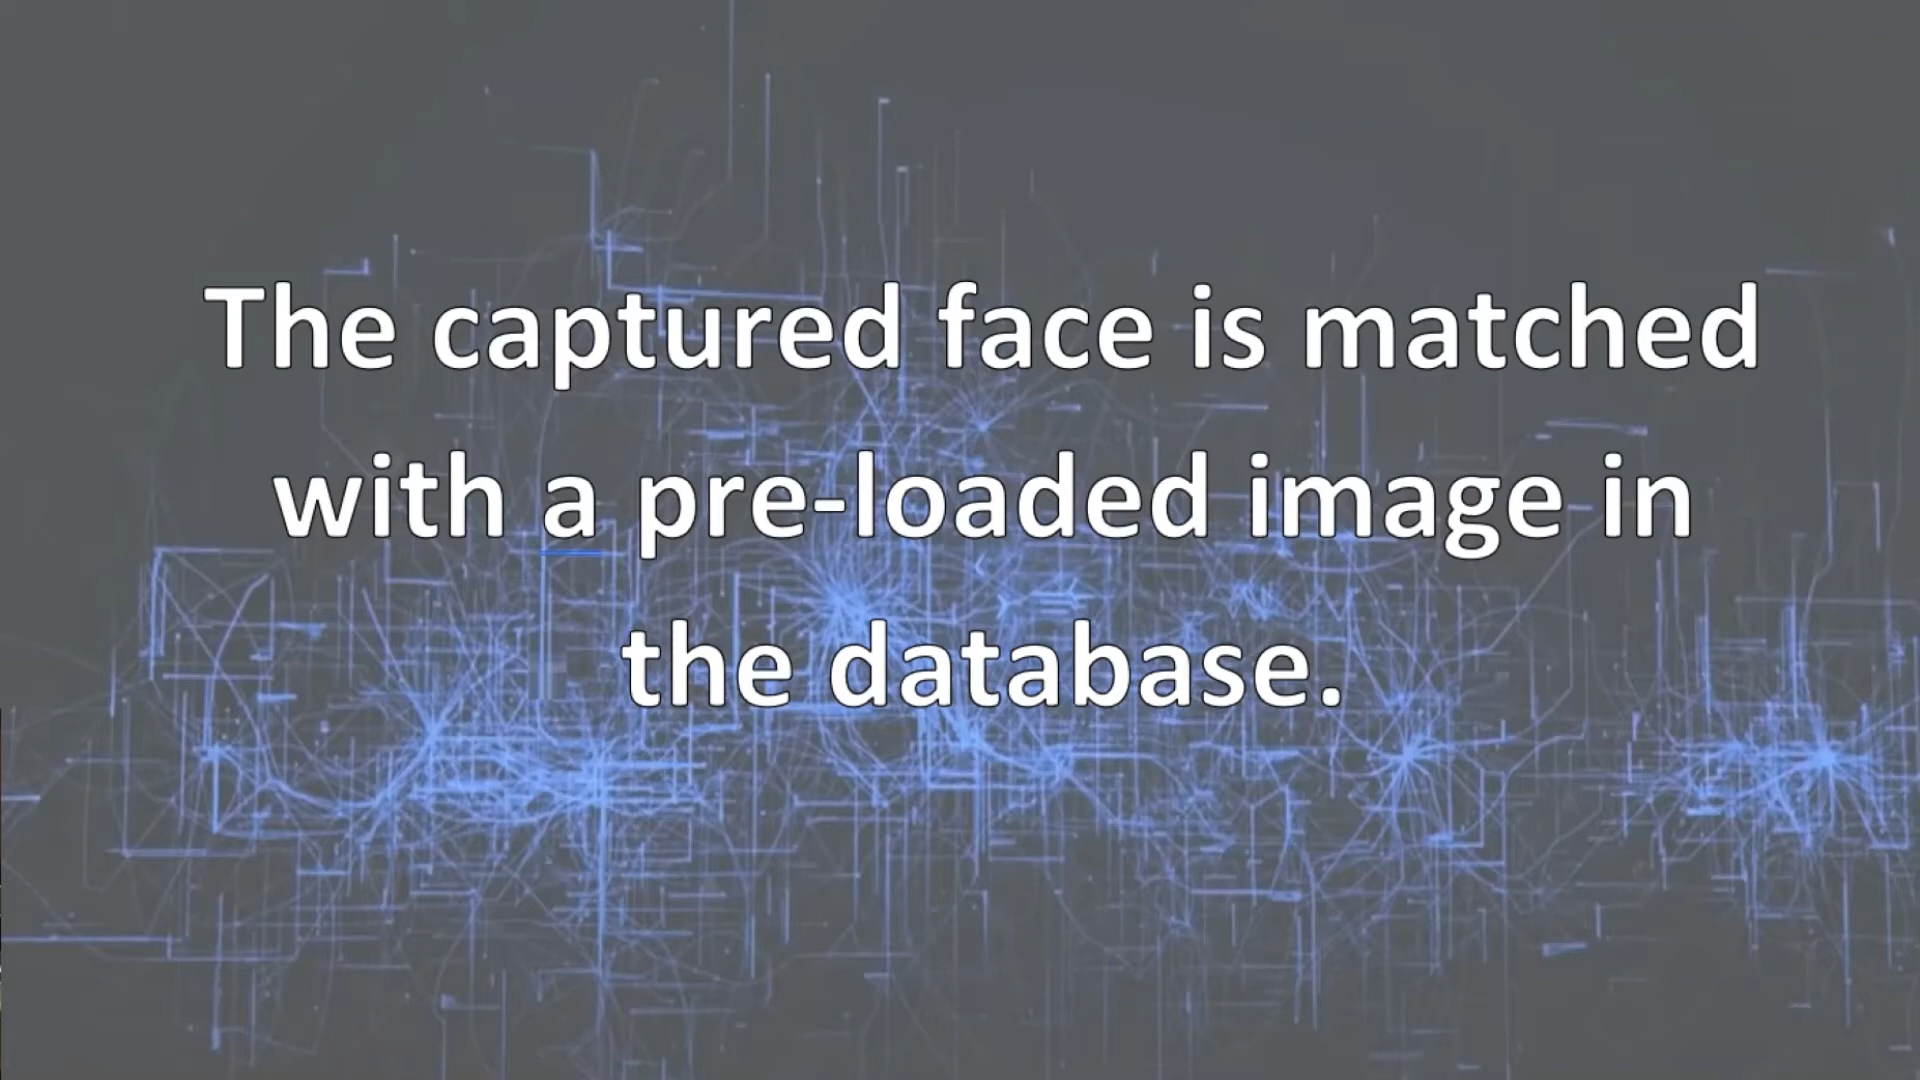 The captured face is matched
with a pre-loaded image in
the database.